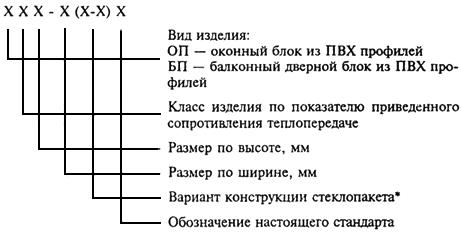 Х Х Х - Х (Х-Х) Х
Вид изделия:
ОП — оконный блок из ПВХ профилей
БП — балконный дверной блок из ПВХ про-
филей
Класс изделия по показателю приведенного
сопротивления теплопередаче
Размер по высоте, мм
Размер по ширине, мм
Вариант конструкции стеклопакета*
Обозначение настоящего стандарта